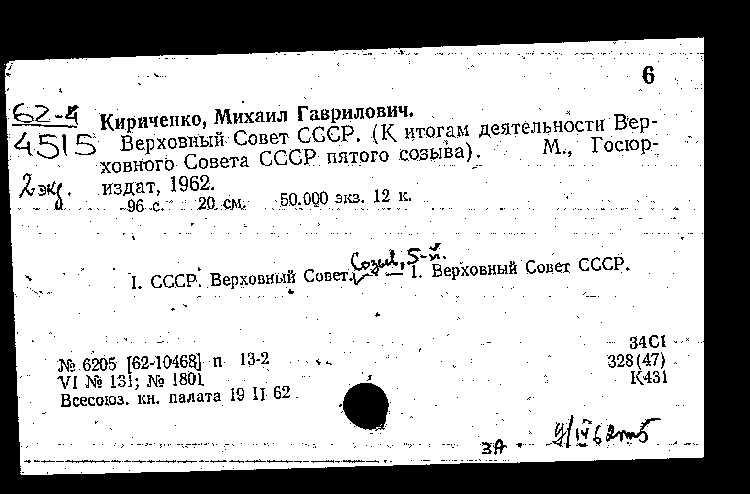 6
62-4
4515
2 экз.
Кириченко, Михаил Гаврилович.
Верховный Совет СССР. (К итогам деятельности Вер-
ховного Совета СССР пятого созыва). М., Госюр-
издат, 1962.
96 с. 20 см. 50.000 экз. 12 к.
Созыв, 5-й.
I. СССР. Верховный Совет. — 1. Верховный Совет СССР.
34С1
№ 6205 [62-10468] п 13-2 328(47)
VI № 131; № 1801 К431
Всесоюз. кн. палата 19 II 62
ЗА